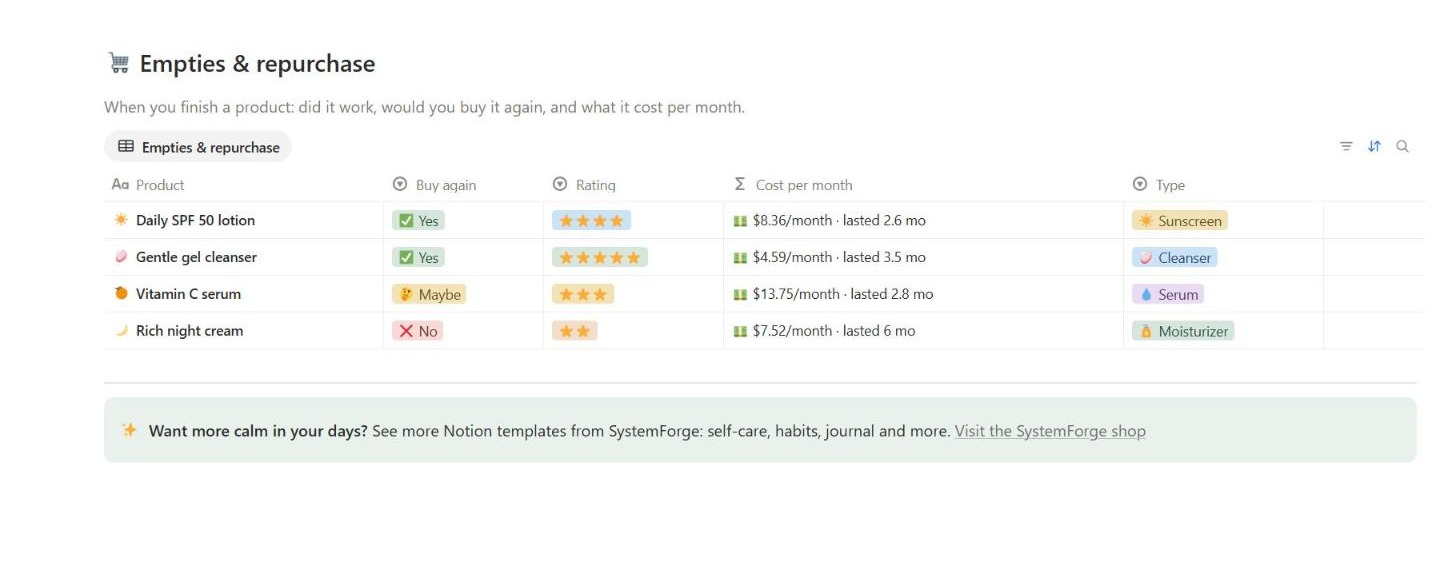 Empties & repurchase
When you finish a product: did it work, would you buy it again, and what it cost per month.
Empties & repurchase
Aa Product Buy again Rating Σ Cost per month Type
Daily SPF 50 lotion Yes $8.36/month · lasted 2.6 mo Sunscreen
Gentle gel cleanser Yes $4.59/month · lasted 3.5 mo Cleanser
Vitamin C serum Maybe $13.75/month · lasted 2.8 mo Serum
Rich night cream No $7.52/month · lasted 6 mo Moisturizer
Want more calm in your days? See more Notion templates from SystemForge: self-care, habits, journal and more. Visit the SystemForge shop